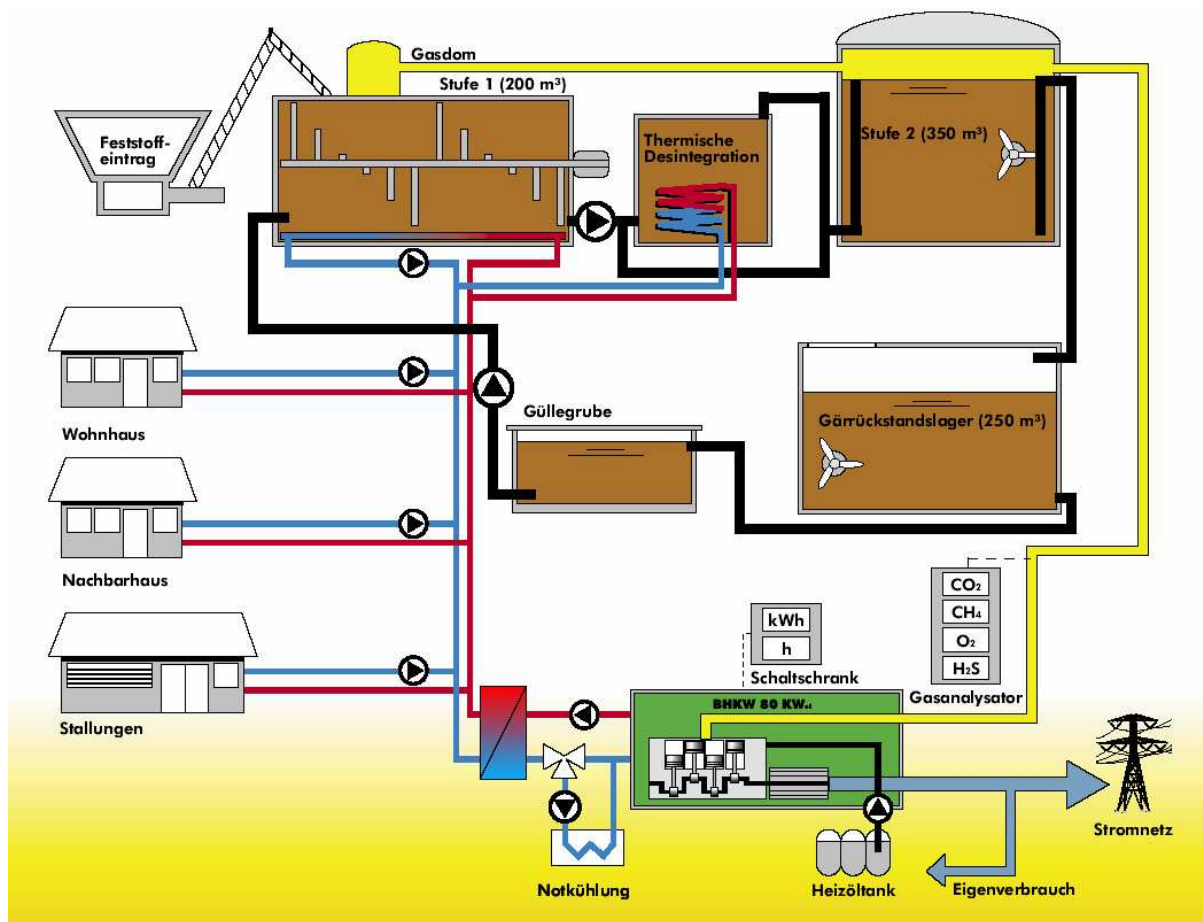 Gasdom
Stufe 1 (200 m³)
Feststoff-
eintrag
Thermische
Desintegration
Stufe 2 (350 m³)
Wohnhaus
Güllegrube
Gärrückstandslager (250 m³)
Nachbarhaus
CO₂
CH₄
O₂
H₂S
Gasanalysator
kWh
h
Schaltschrank
Stallungen
BHKW 80 KWel
Stromnetz
Notkühlung
Heizöltank
Eigenverbrauch